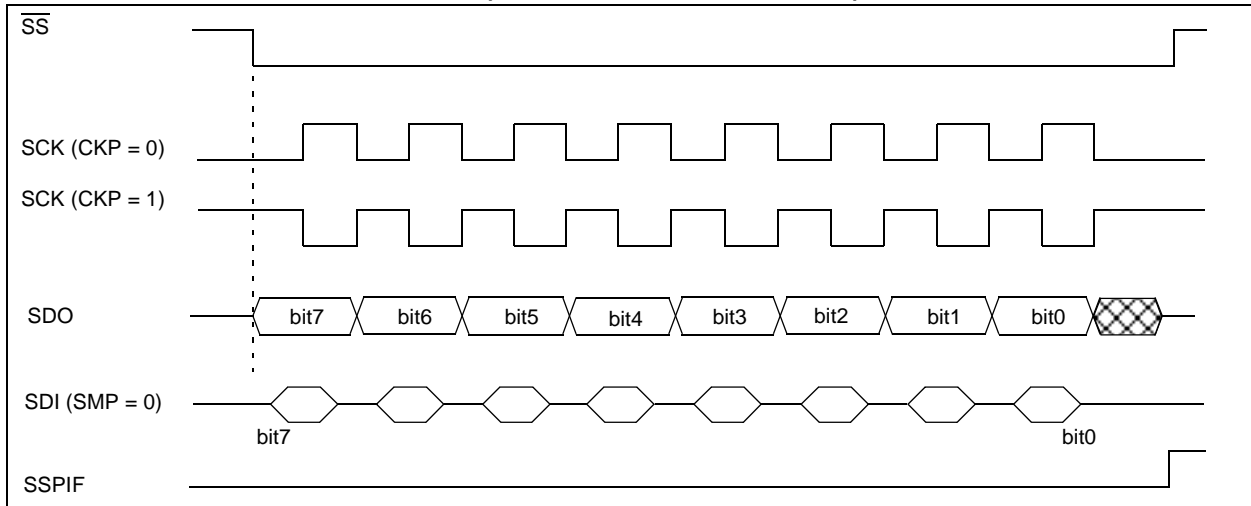 SS
SCK (CKP = 0)
SCK (CKP = 1)
SDO
bit7 bit6 bit5 bit4 bit3 bit2 bit1 bit0
SDI (SMP = 0)
bit7 bit0
SSPIF